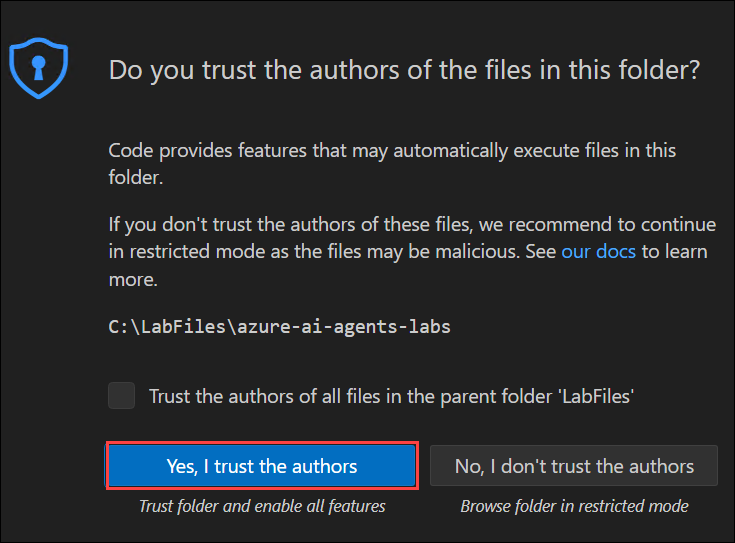 Do you trust the authors of the files in this folder?
Code provides features that may automatically execute files in this
folder.
If you don't trust the authors of these files, we recommend to continue
in restricted mode as the files may be malicious. See our docs to learn
more.
C:\LabFiles\azure-ai-agents-labs
Trust the authors of all files in the parent folder 'LabFiles'
Yes, I trust the authors
No, I don't trust the authors
Trust folder and enable all features
Browse folder in restricted mode